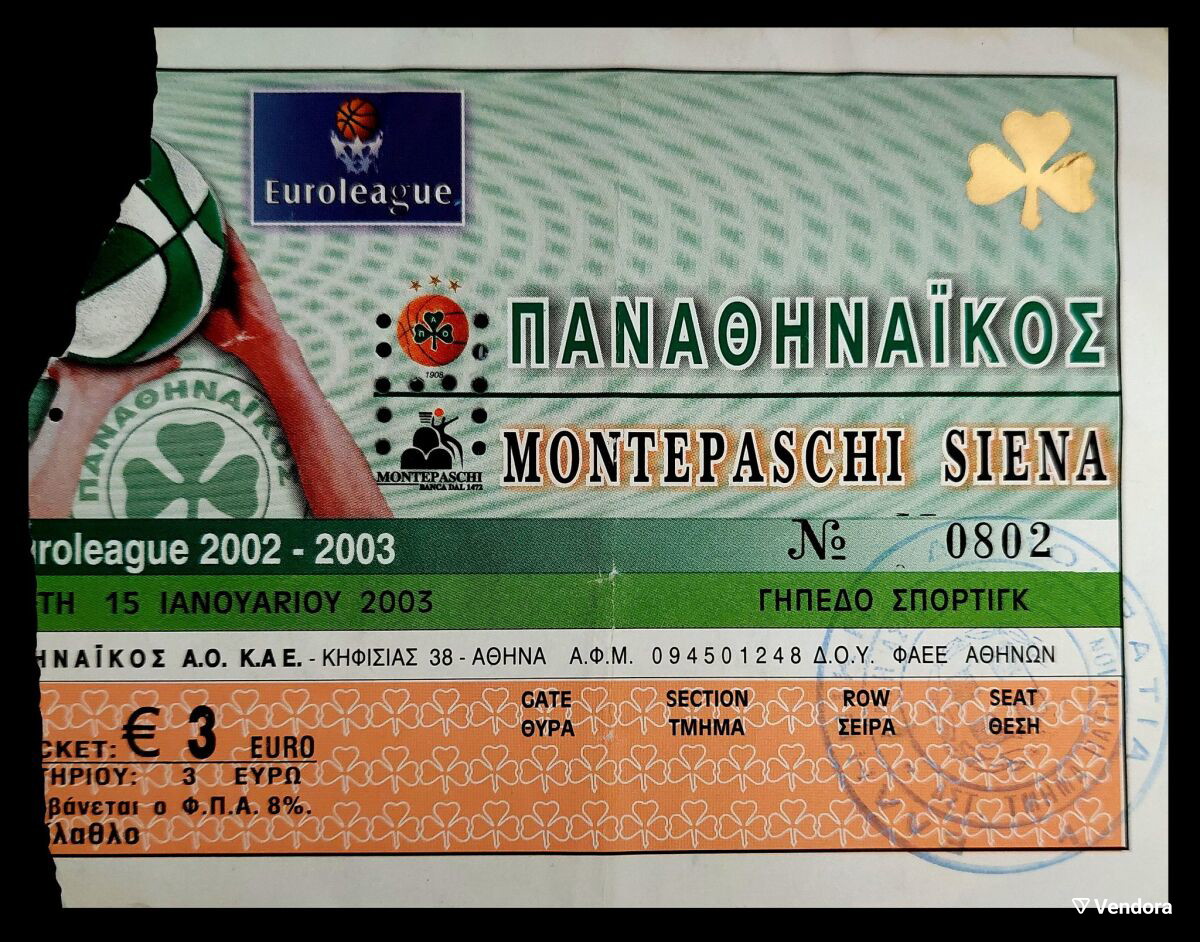 Euroleague
ΠΑΝΑΘΗΝΑΪΚΟΣ
1908
ΠΑΝΑΘΗΝΑΪΚΟΣ
MONTEPASCHI
BANCA DAL 1472
MONTEPASCHI SIENA
uroleague 2002 - 2003
№ 0802
ΤΗ 15 ΙΑΝΟΥΑΡΙΟΥ 2003
ΓΗΠΕΔΟ ΣΠΟΡΤΙΓΚ
ΗΝΑΪΚΟΣ Α.Ο. Κ.Α.Ε. - ΚΗΦΙΣΙΑΣ 38 - ΑΘΗΝΑ Α.Φ.Μ. 094501248 Δ.Ο.Υ. ΦΑΕΕ ΑΘΗΝΩΝ
GATE SECTION ROW SEAT
ΘΥΡΑ ΤΜΗΜΑ ΣΕΙΡΑ ΘΕΣΗ
CKET: € 3 EURO
ΤΗΡΙΟΥ: 3 ΕΥΡΩ
βάνεται ο Φ.Π.Α. 8%.
λαθλο
Vendora